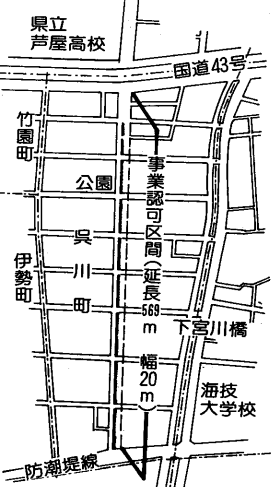 県立
芦屋高校
国道43号
竹園町
公園
事業認可区間(延長569m 幅20m)
呉川町
伊勢町
下宮川橋
海技
大学校
防潮堤線